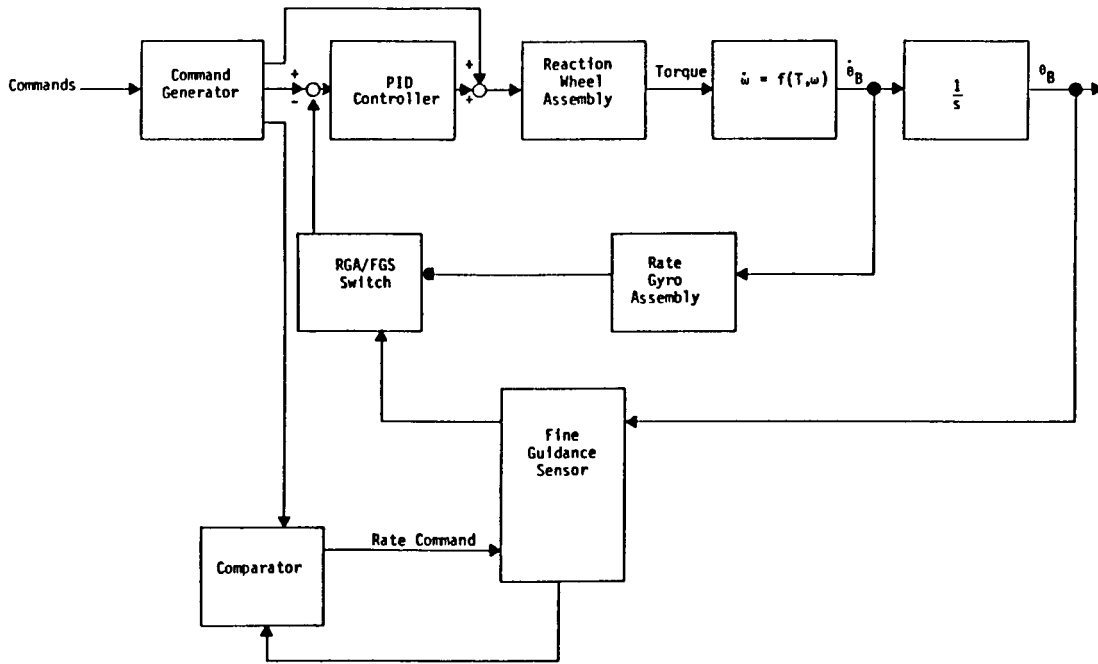 Commands
Command
Generator
+
-
PID
Controller
+
+
Reaction
Wheel
Assembly
Torque
ω̇ = f(T,ω)
θ̇B
1
s
θB
RGA/FGS
Switch
Rate
Gyro
Assembly
Fine
Guidance
Sensor
Rate Command
Comparator